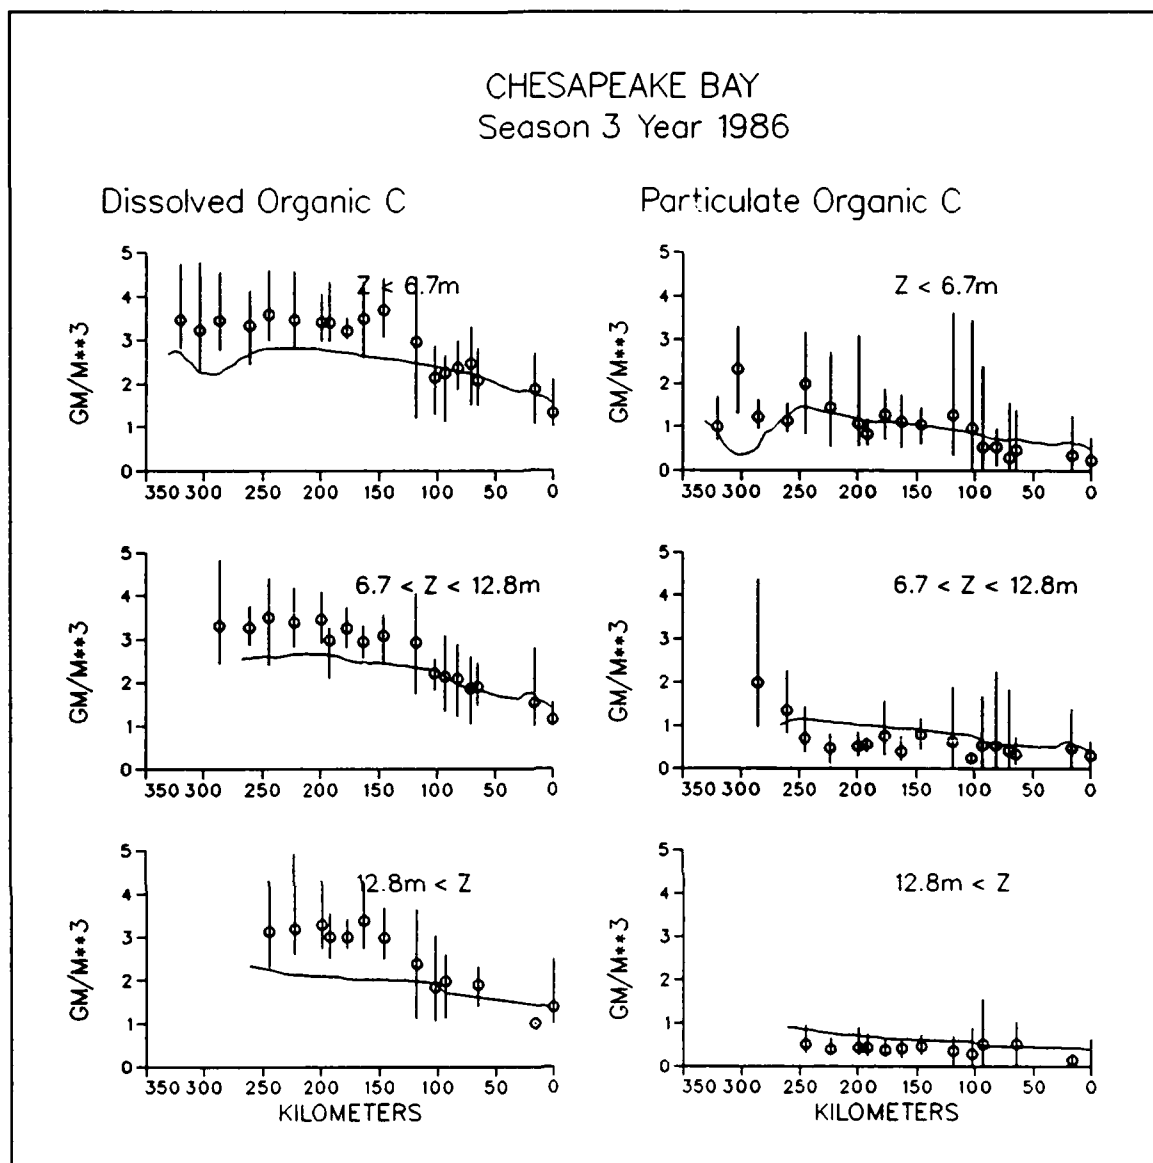 CHESAPEAKE BAY
Season 3 Year 1986
Dissolved Organic C
Particulate Organic C
5
4
3
2
1
0
GM/M**3
Z < 6.7m
350 300 250 200 150 100 50 0
5
4
3
2
1
0
GM/M**3
Z < 6.7m
350 300 250 200 150 100 50 0
5
4
3
2
1
0
GM/M**3
6.7 < Z < 12.8m
350 300 250 200 150 100 50 0
5
4
3
2
1
0
GM/M**3
6.7 < Z < 12.8m
350 300 250 200 150 100 50 0
5
4
3
2
1
0
GM/M**3
12.8m < Z
350 300 250 200 150 100 50 0
KILOMETERS
5
4
3
2
1
0
GM/M**3
12.8m < Z
350 300 250 200 150 100 50 0
KILOMETERS